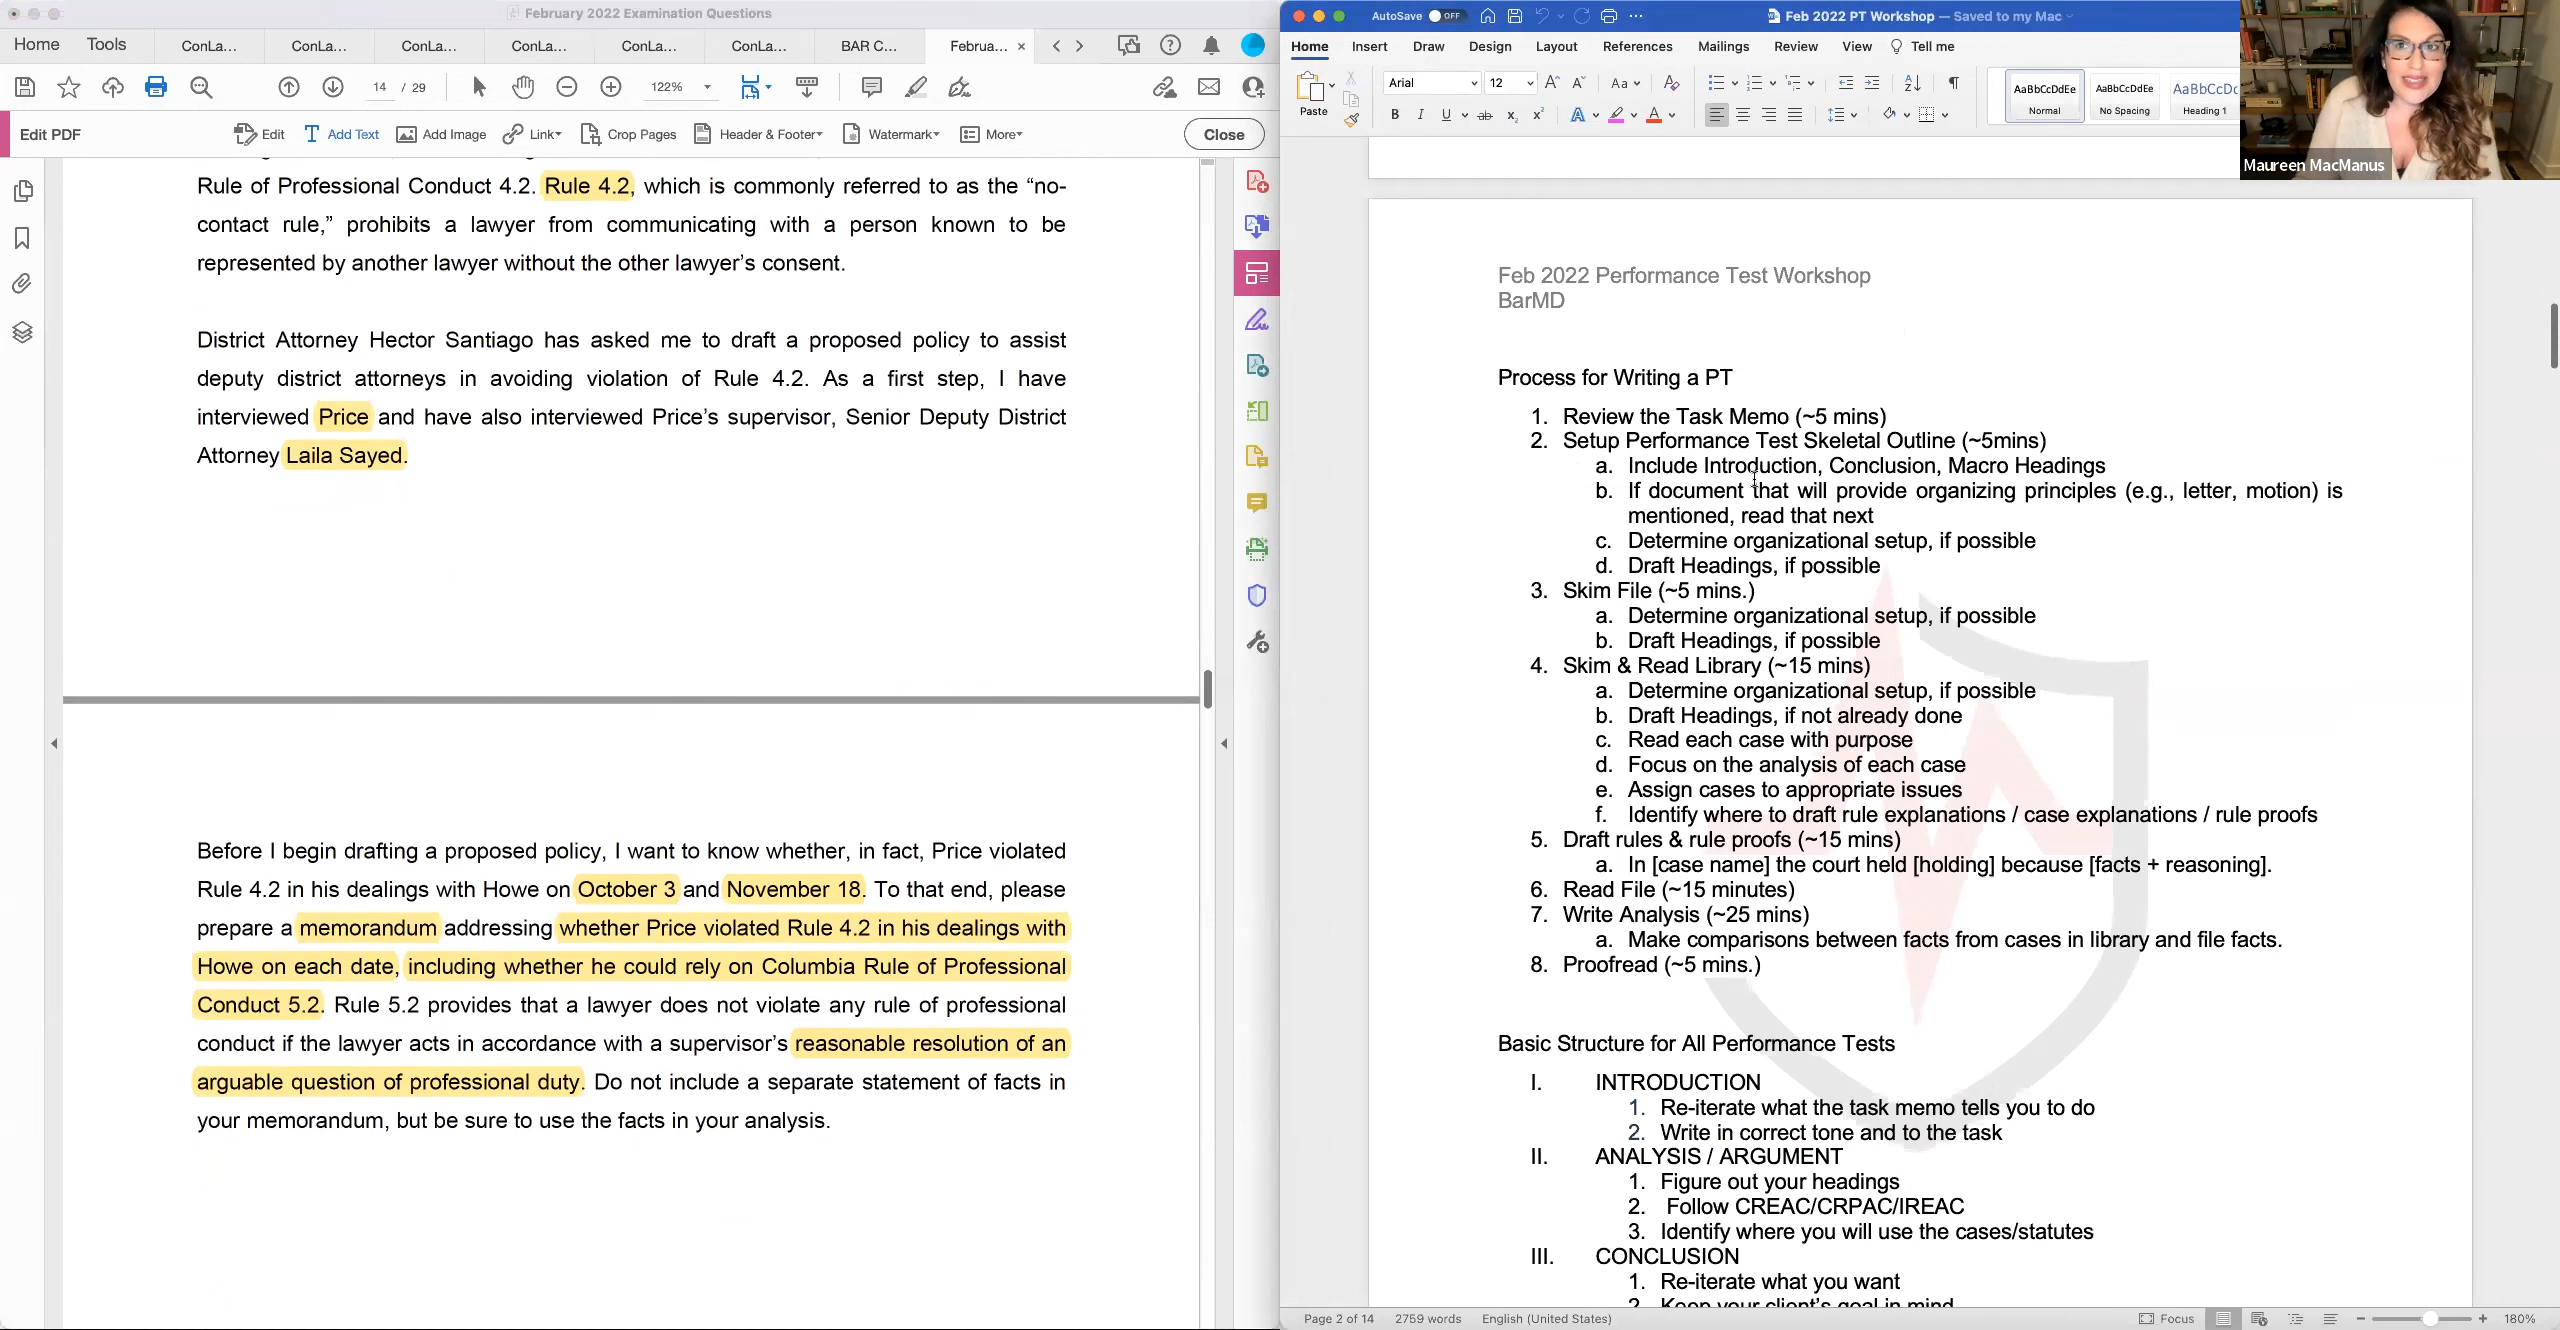 February 2022 Examination Questions
Home Tools ConLa... ConLa... ConLa... ConLa... ConLa... ConLa... BAR C... Februa... ×
14 / 29 122%
Edit PDF Edit Add Text Add Image Link Crop Pages Header & Footer Watermark More Close
Rule of Professional Conduct 4.2. Rule 4.2, which is commonly referred to as the “no-
contact rule,” prohibits a lawyer from communicating with a person known to be
represented by another lawyer without the other lawyer’s consent.
District Attorney Hector Santiago has asked me to draft a proposed policy to assist
deputy district attorneys in avoiding violation of Rule 4.2. As a first step, I have
interviewed Price and have also interviewed Price’s supervisor, Senior Deputy District
Attorney Laila Sayed.
Before I begin drafting a proposed policy, I want to know whether, in fact, Price violated
Rule 4.2 in his dealings with Howe on October 3 and November 18. To that end, please
prepare a memorandum addressing whether Price violated Rule 4.2 in his dealings with
Howe on each date, including whether he could rely on Columbia Rule of Professional
Conduct 5.2. Rule 5.2 provides that a lawyer does not violate any rule of professional
conduct if the lawyer acts in accordance with a supervisor’s reasonable resolution of an
arguable question of professional duty. Do not include a separate statement of facts in
your memorandum, but be sure to use the facts in your analysis.
AutoSave OFF Feb 2022 PT Workshop — Saved to my Mac
Home Insert Draw Design Layout References Mailings Review View Tell me
Paste Arial 12 Aa
B I U ab x₂ x² A A
AaBbCcDdEe AaBbCcDdEe AaBbCcDc
Normal No Spacing Heading 1
Maureen MacManus
Feb 2022 Performance Test Workshop
BarMD
Process for Writing a PT
1. Review the Task Memo (~5 mins)
2. Setup Performance Test Skeletal Outline (~5mins)
a. Include Introduction, Conclusion, Macro Headings
b. If document that will provide organizing principles (e.g., letter, motion) is
mentioned, read that next
c. Determine organizational setup, if possible
d. Draft Headings, if possible
3. Skim File (~5 mins.)
a. Determine organizational setup, if possible
b. Draft Headings, if possible
4. Skim & Read Library (~15 mins)
a. Determine organizational setup, if possible
b. Draft Headings, if not already done
c. Read each case with purpose
d. Focus on the analysis of each case
e. Assign cases to appropriate issues
f. Identify where to draft rule explanations / case explanations / rule proofs
5. Draft rules & rule proofs (~15 mins)
a. In [case name] the court held [holding] because [facts + reasoning].
6. Read File (~15 minutes)
7. Write Analysis (~25 mins)
a. Make comparisons between facts from cases in library and file facts.
8. Proofread (~5 mins.)
Basic Structure for All Performance Tests
I. INTRODUCTION
1. Re-iterate what the task memo tells you to do
2. Write in correct tone and to the task
II. ANALYSIS / ARGUMENT
1. Figure out your headings
2. Follow CREAC/CRPAC/IREAC
3. Identify where you will use the cases/statutes
III. CONCLUSION
1. Re-iterate what you want
2. Keep your client’s goal in mind
Page 2 of 14 2759 words English (United States) Focus 180%